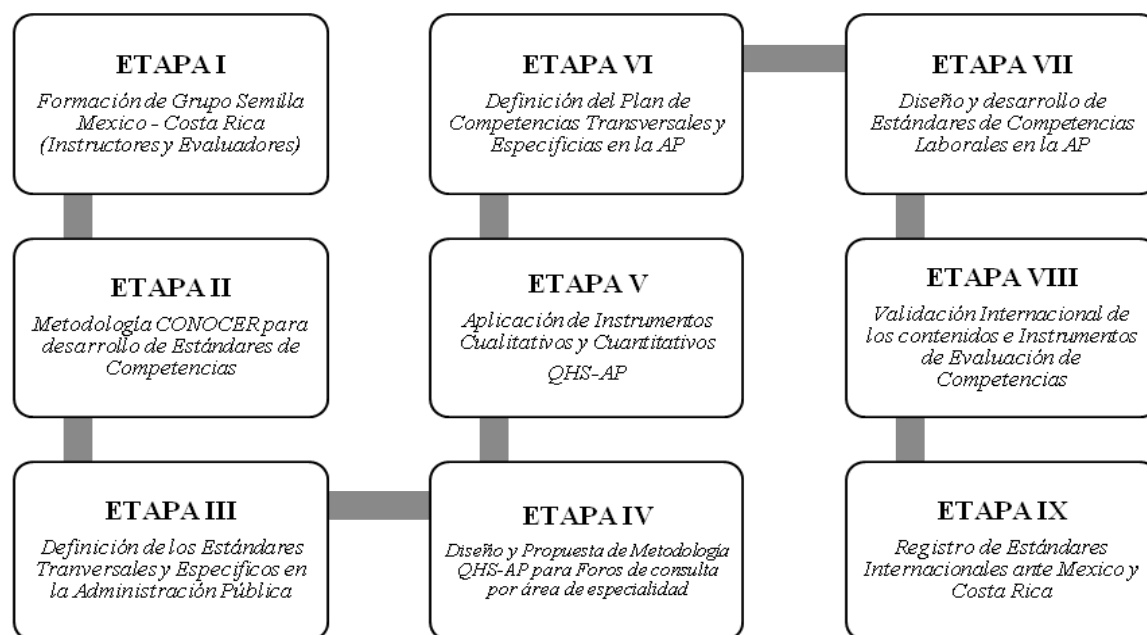 ETAPA I
Formación de Grupo Semilla
Mexico - Costa Rica
(Instructores y Evaluadores)
ETAPA II
Metodología CONOCER para
desarrollo de Estándares de
Competencias
ETAPA III
Definición de los Estándares
Tranversales y Especificos en
la Administración Pública
ETAPA IV
Diseño y Propuesta de Metodología
QHS-AP para Foros de consulta
por área de especialidad
ETAPA V
Aplicación de Instrumentos
Cualitativos y Cuantitativos
QHS-AP
ETAPA VI
Definición del Plan de
Competencias Transversales y
Especificias en la AP
ETAPA VII
Diseño y desarrollo de
Estándares de Competencias
Laborales en la AP
ETAPA VIII
Validación Internacional de
los contenidos e Instrumentos
de Evaluación de
Competencias
ETAPA IX
Registro de Estándares
Internacionales ante Mexico y
Costa Rica